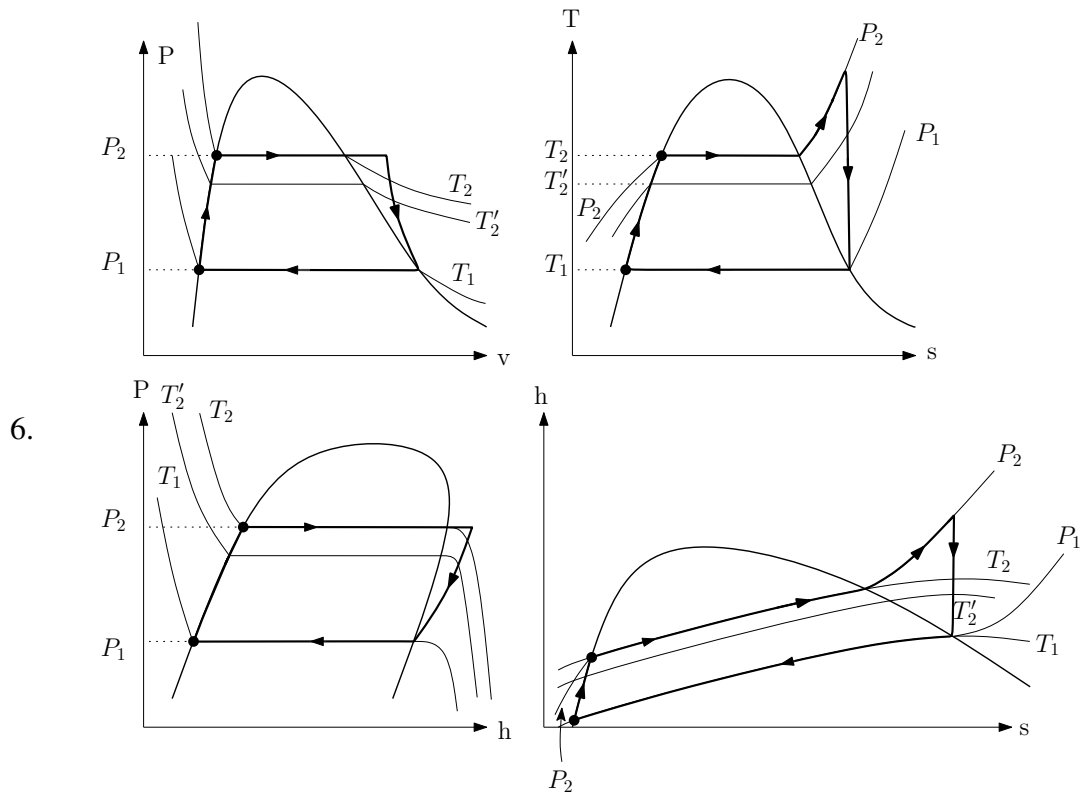 P
P₂
P₁
T₂
T₂′
T₁
v
T
P₂
P₁
T₂
T₂′
P₂
T₁
s
6.
P
T₂′
T₂
T₁
P₂
P₁
h
h
P₂
P₁
T₂
T₂′
T₁
s
P₂